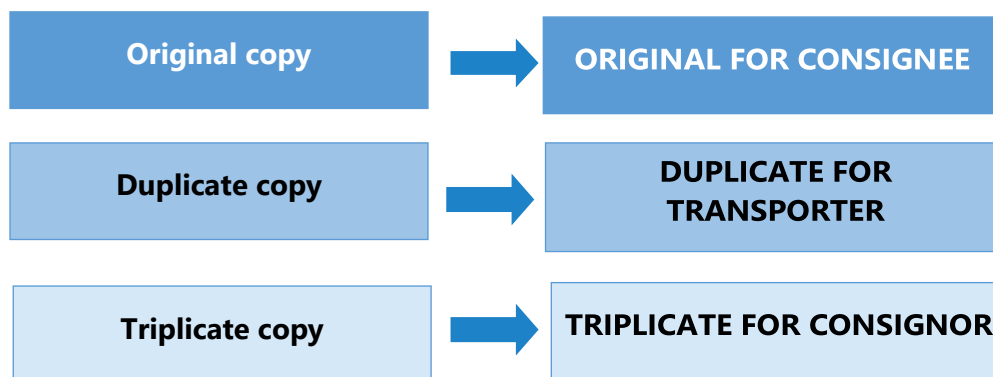 Original copy
ORIGINAL FOR CONSIGNEE
Duplicate copy
DUPLICATE FOR
TRANSPORTER
Triplicate copy
TRIPLICATE FOR CONSIGNOR